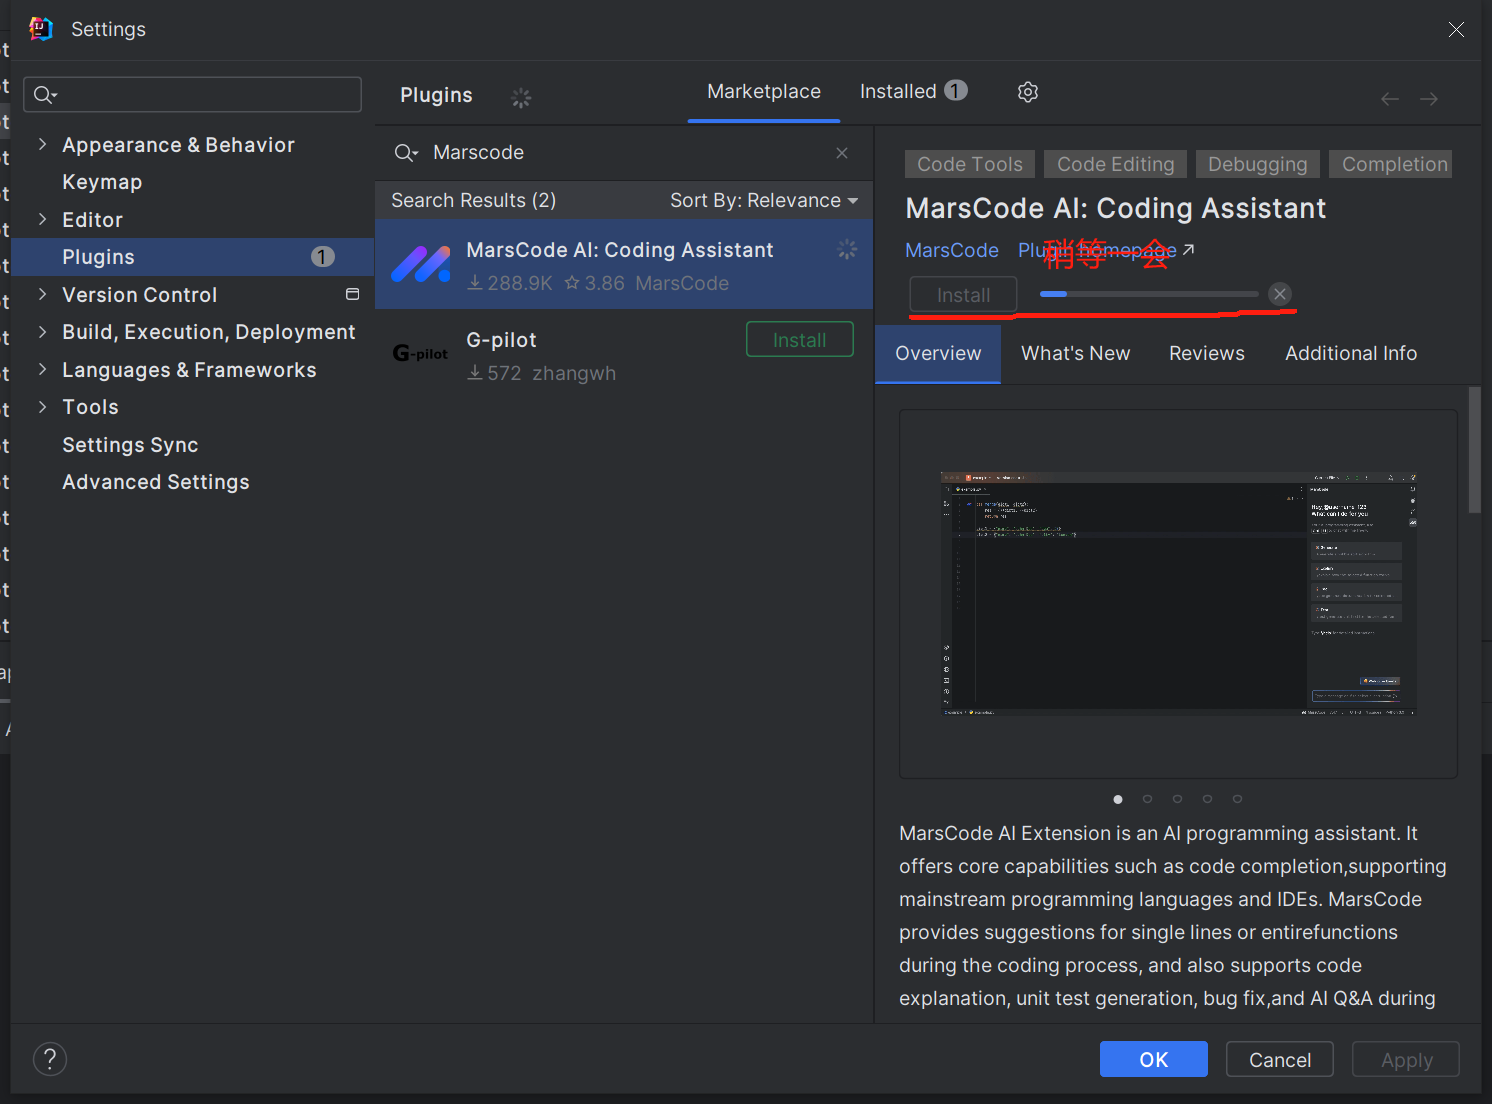 Settings
Plugins
Marketplace
Installed 1
Appearance & Behavior
Keymap
Editor
Plugins 1
Version Control
Build, Execution, Deployment
Languages & Frameworks
Tools
Settings Sync
Advanced Settings
Marscode
Search Results (2)
Sort By: Relevance
MarsCode AI: Coding Assistant
288.9K 3.86 MarsCode
G-pilot
G-pilot
Install
572 zhangwh
Code Tools
Code Editing
Debugging
Completion
MarsCode AI: Coding Assistant
MarsCode Plugin homepage
稍等一会
Install
Overview
What's New
Reviews
Additional Info
MarsCode AI Extension is an AI programming assistant. It
offers core capabilities such as code completion,supporting
mainstream programming languages and IDEs. MarsCode
provides suggestions for single lines or entirefunctions
during the coding process, and also supports code
explanation, unit test generation, bug fix,and AI Q&A during
?
OK
Cancel
Apply